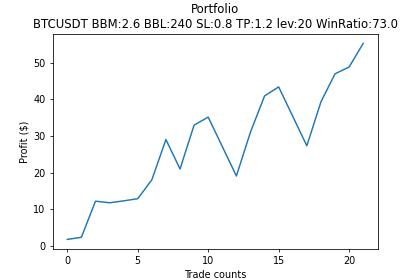 Portfolio
BTCUSDT BBM:2.6 BBL:240 SL:0.8 TP:1.2 lev:20 WinRatio:73.0
50
40
30
20
10
0
Profit ($)
0 5 10 15 20
Trade counts